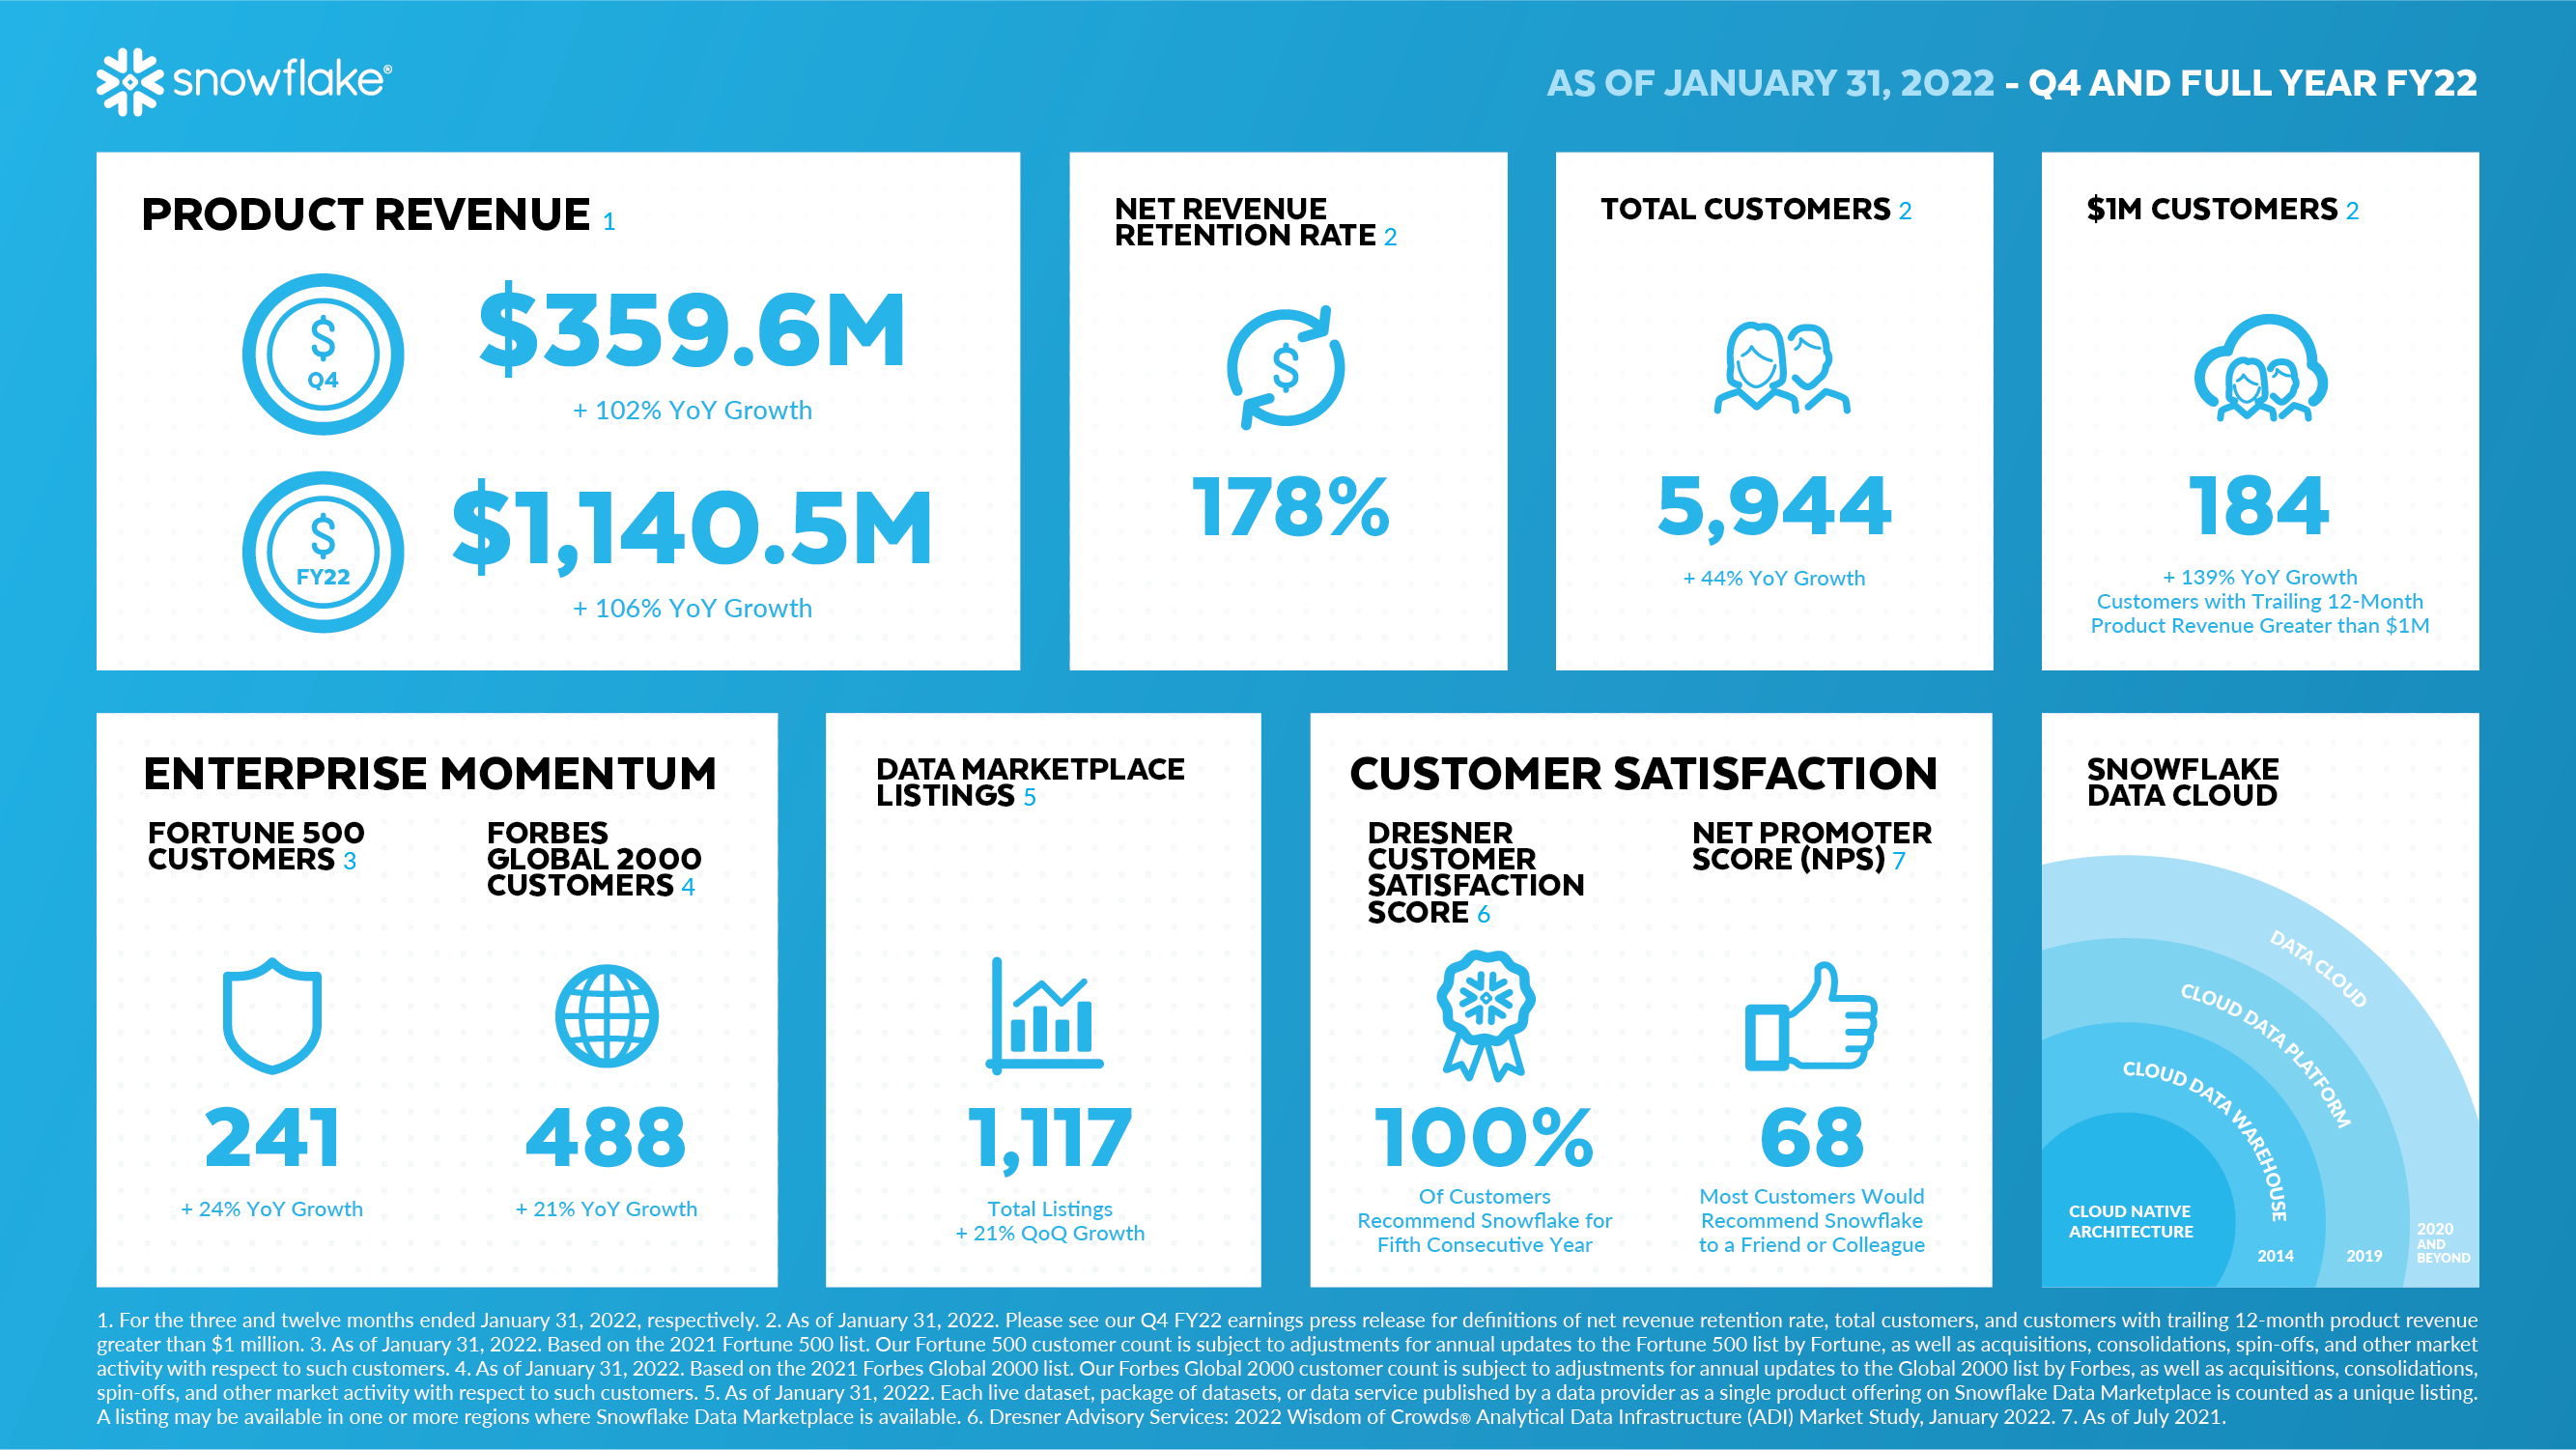 snowflake®
AS OF JANUARY 31, 2022 - Q4 AND FULL YEAR FY22
PRODUCT REVENUE 1
$
Q4
$359.6M
+ 102% YoY Growth
$
FY22
$1,140.5M
+ 106% YoY Growth
NET REVENUE
RETENTION RATE 2
$
178%
TOTAL CUSTOMERS 2
5,944
+ 44% YoY Growth
$1M CUSTOMERS 2
184
+ 139% YoY Growth
Customers with Trailing 12-Month
Product Revenue Greater than $1M
ENTERPRISE MOMENTUM
FORTUNE 500
CUSTOMERS 3
241
+ 24% YoY Growth
FORBES
GLOBAL 2000
CUSTOMERS 4
488
+ 21% YoY Growth
DATA MARKETPLACE
LISTINGS 5
1,117
Total Listings
+ 21% QoQ Growth
CUSTOMER SATISFACTION
DRESNER
CUSTOMER
SATISFACTION
SCORE 6
100%
Of Customers
Recommend Snowflake for
Fifth Consecutive Year
NET PROMOTER
SCORE (NPS) 7
68
Most Customers Would
Recommend Snowflake
to a Friend or Colleague
SNOWFLAKE
DATA CLOUD
DATA CLOUD
CLOUD DATA PLATFORM
CLOUD DATA WAREHOUSE
CLOUD NATIVE
ARCHITECTURE
2014
2019
2020
AND
BEYOND
1. For the three and twelve months ended January 31, 2022, respectively. 2. As of January 31, 2022. Please see our Q4 FY22 earnings press release for definitions of net revenue retention rate, total customers, and customers with trailing 12-month product revenue
greater than $1 million. 3. As of January 31, 2022. Based on the 2021 Fortune 500 list. Our Fortune 500 customer count is subject to adjustments for annual updates to the Fortune 500 list by Fortune, as well as acquisitions, consolidations, spin-offs, and other market
activity with respect to such customers. 4. As of January 31, 2022. Based on the 2021 Forbes Global 2000 list. Our Forbes Global 2000 customer count is subject to adjustments for annual updates to the Global 2000 list by Forbes, as well as acquisitions, consolidations,
spin-offs, and other market activity with respect to such customers. 5. As of January 31, 2022. Each live dataset, package of datasets, or data service published by a data provider as a single product offering on Snowflake Data Marketplace is counted as a unique listing.
A listing may be available in one or more regions where Snowflake Data Marketplace is available. 6. Dresner Advisory Services: 2022 Wisdom of Crowds® Analytical Data Infrastructure (ADI) Market Study, January 2022. 7. As of July 2021.